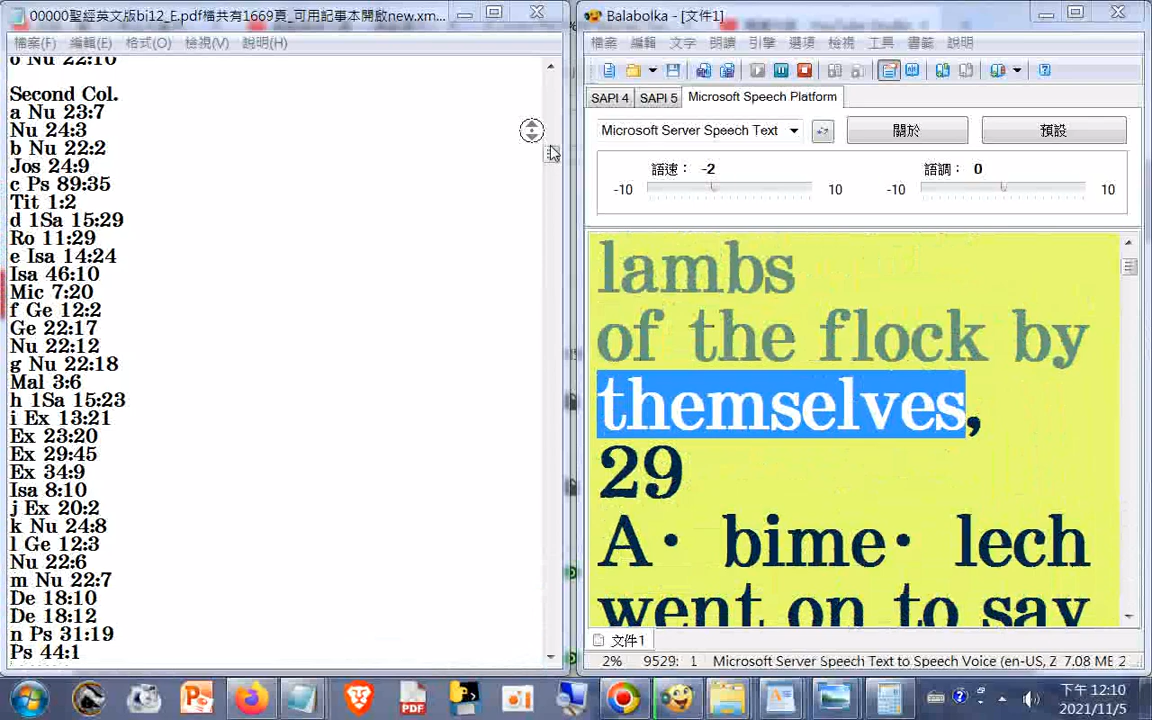 00000聖經英文版bi12_E.pdf檔共有1669頁_可用記事本開啟new.xm...
檔案(F) 編輯(E) 格式(O) 檢視(V) 說明(H)
o Nu 22:10
Second Col.
a Nu 23:7
Nu 24:3
b Nu 22:2
Jos 24:9
c Ps 89:35
Tit 1:2
d 1Sa 15:29
Ro 11:29
e Isa 14:24
Isa 46:10
Mic 7:20
f Ge 12:2
Ge 22:17
Nu 22:12
g Nu 22:18
Mal 3:6
h 1Sa 15:23
i Ex 13:21
Ex 23:20
Ex 29:45
Ex 34:9
Isa 8:10
j Ex 20:2
k Nu 24:8
l Ge 12:3
Nu 22:6
m Nu 22:7
De 18:10
De 18:12
n Ps 31:19
Ps 44:1
Balabolka - [文件1]
檔案 編輯 文字 朗讀 引擎 選項 檢視 工具 書籤 說明
SAPI 4 SAPI 5 Microsoft Speech Platform
Microsoft Server Speech Text 關於 預設
語速： -2 語調： 0
-10 10 -10 10
lambs
of the flock by
themselves,
29
A· bime· lech
went on to say
文件1
2% 9529: 1 Microsoft Server Speech Text to Speech Voice (en-US, Z 7.08 ME 2
下午 12:10
2021/11/5